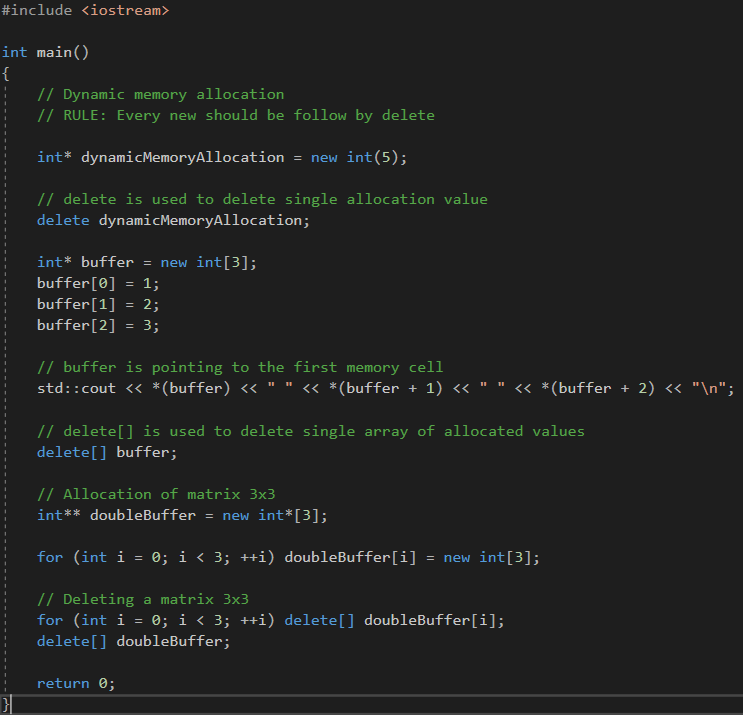 #include <iostream>
int main()
{
// Dynamic memory allocation
// RULE: Every new should be follow by delete
int* dynamicMemoryAllocation = new int(5);
// delete is used to delete single allocation value
delete dynamicMemoryAllocation;
int* buffer = new int[3];
buffer[0] = 1;
buffer[1] = 2;
buffer[2] = 3;
// buffer is pointing to the first memory cell
std::cout << *(buffer) << " " << *(buffer + 1) << " " << *(buffer + 2) << "\n";
// delete[] is used to delete single array of allocated values
delete[] buffer;
// Allocation of matrix 3x3
int** doubleBuffer = new int*[3];
for (int i = 0; i < 3; ++i) doubleBuffer[i] = new int[3];
// Deleting a matrix 3x3
for (int i = 0; i < 3; ++i) delete[] doubleBuffer[i];
delete[] doubleBuffer;
return 0;
}